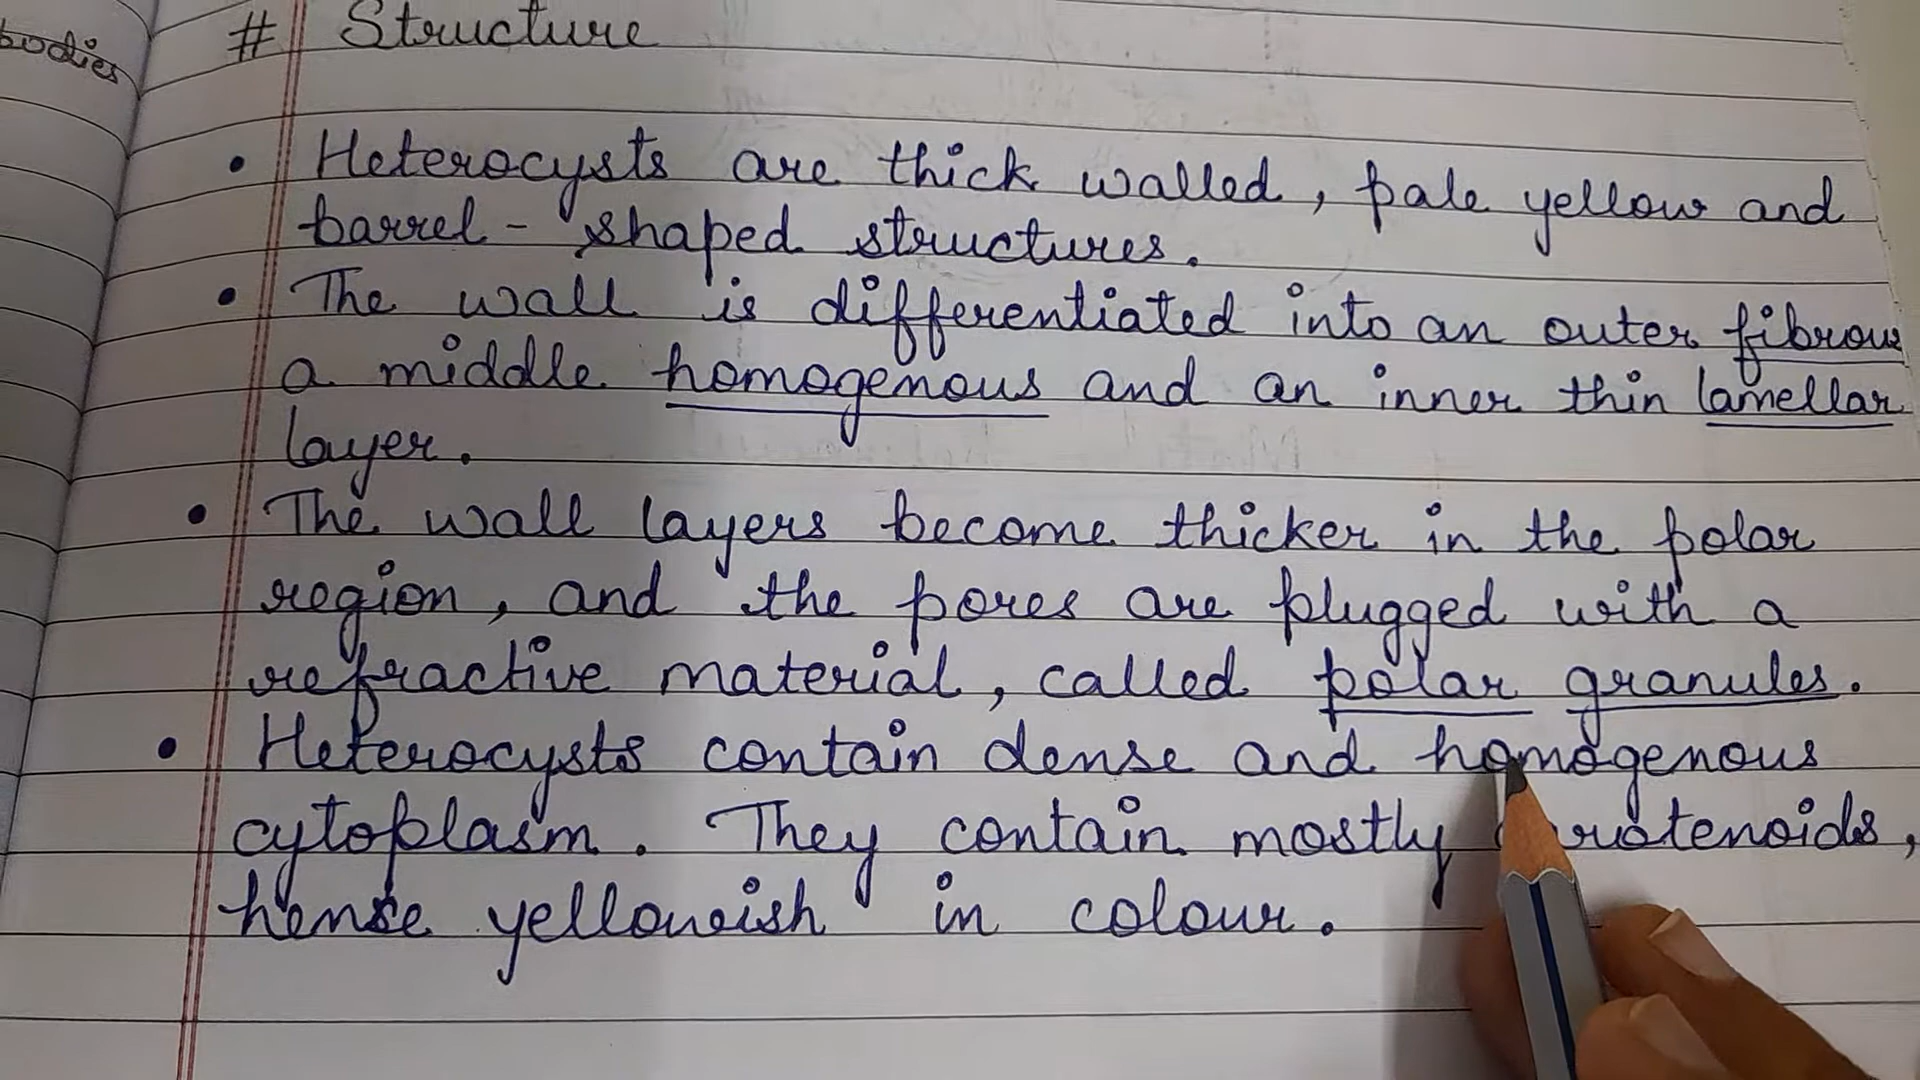 bodies
# Structure
• Heterocysts are thick walled, pale yellow and
barrel - shaped structures.
• The wall is differentiated into an outer fibrous
a middle homogenous and an inner thin lamellar
layer.
• The wall layers become thicker in the polar
region, and the pores are plugged with a
refractive material, called polar granules.
• Heterocysts contain dense and homogenous
cytoplasm. They contain mostly
hense yellowish in colour.